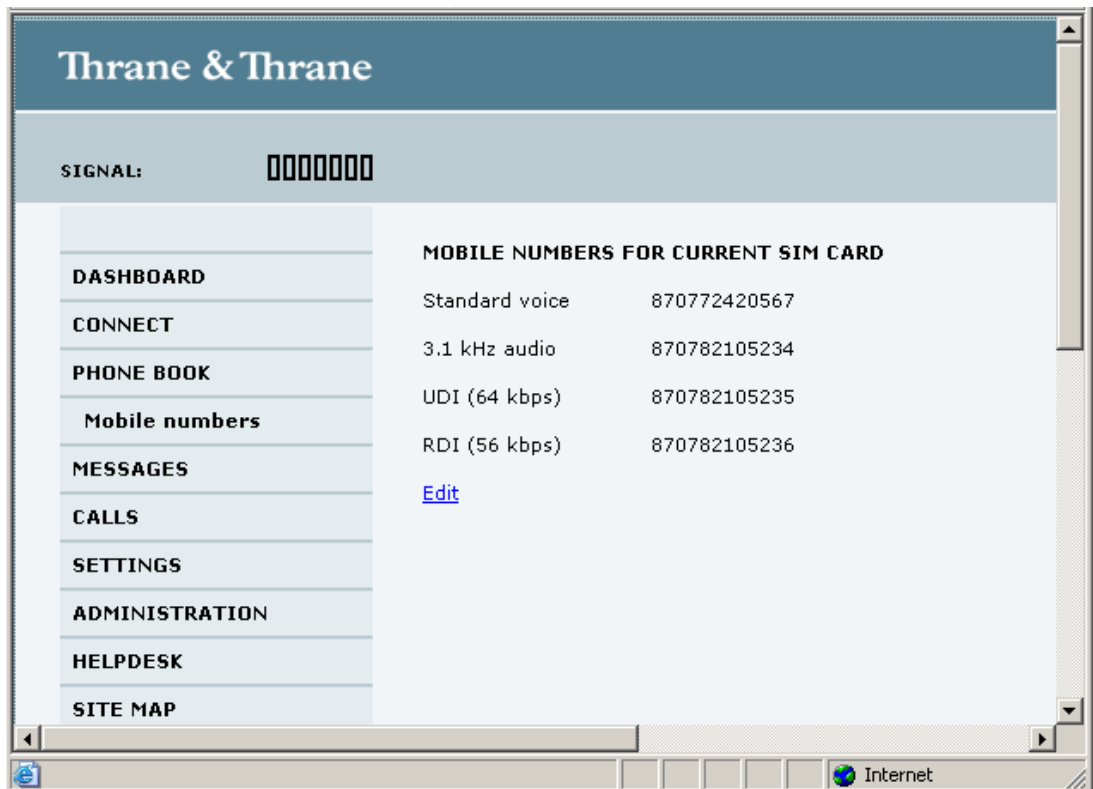 Thrane & Thrane
SIGNAL:
DASHBOARD
CONNECT
PHONE BOOK
Mobile numbers
MESSAGES
CALLS
SETTINGS
ADMINISTRATION
HELPDESK
SITE MAP
MOBILE NUMBERS FOR CURRENT SIM CARD
Standard voice 870772420567
3.1 kHz audio 870782105234
UDI (64 kbps) 870782105235
RDI (56 kbps) 870782105236
Edit
Internet